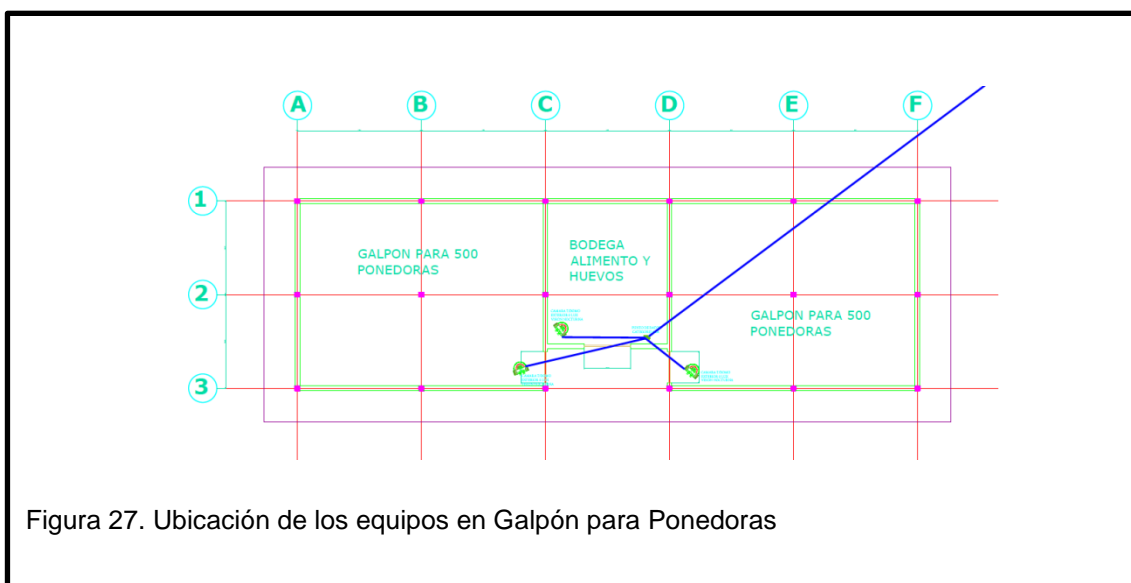 A B C D E F
1
GALPON PARA 500
PONEDORAS
BODEGA
ALIMENTO Y
HUEVOS
2
GALPON PARA 500
PONEDORAS
3
Figura 27. Ubicación de los equipos en Galpón para Ponedoras